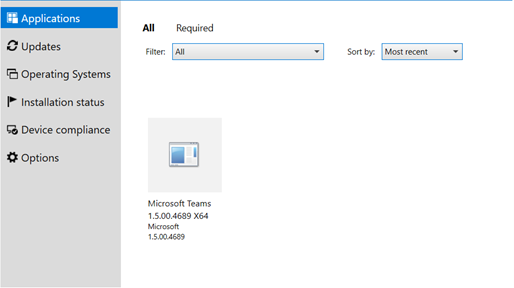 Applications
Updates
Operating Systems
Installation status
Device compliance
Options
All Required
Filter: All Sort by: Most recent
Microsoft Teams
1.5.00.4689 X64
Microsoft
1.5.00.4689